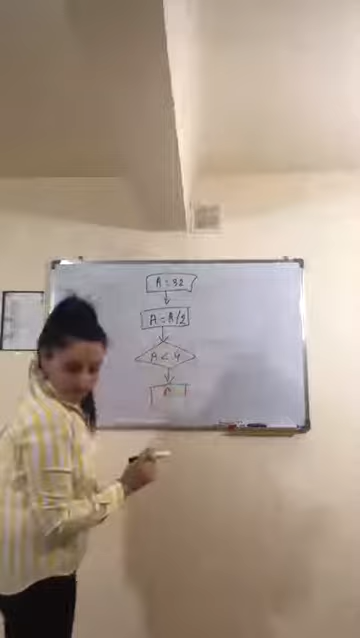 A = 32
A = A/2
A < 4
A